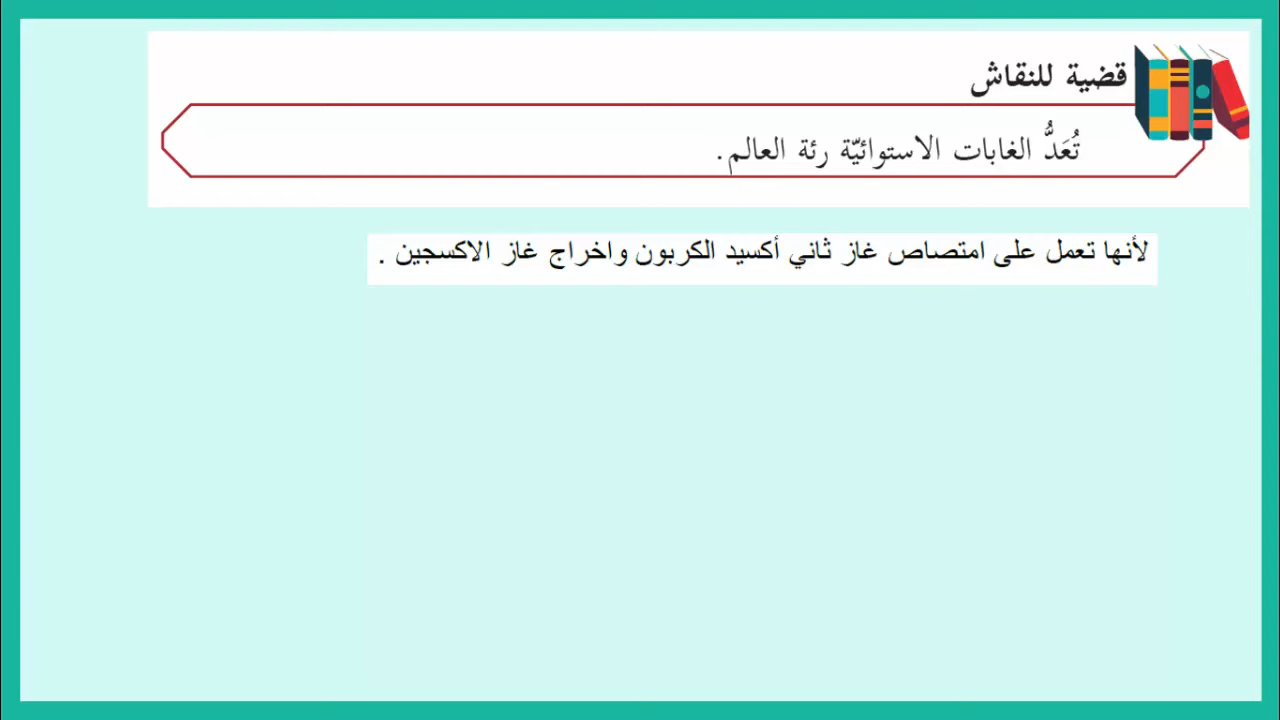 قضية للنقاش
تُعَدُّ الغابات الاستوائيّة رئة العالم.
لأنها تعمل على امتصاص غاز ثاني أكسيد الكربون واخراج غاز الاكسجين .